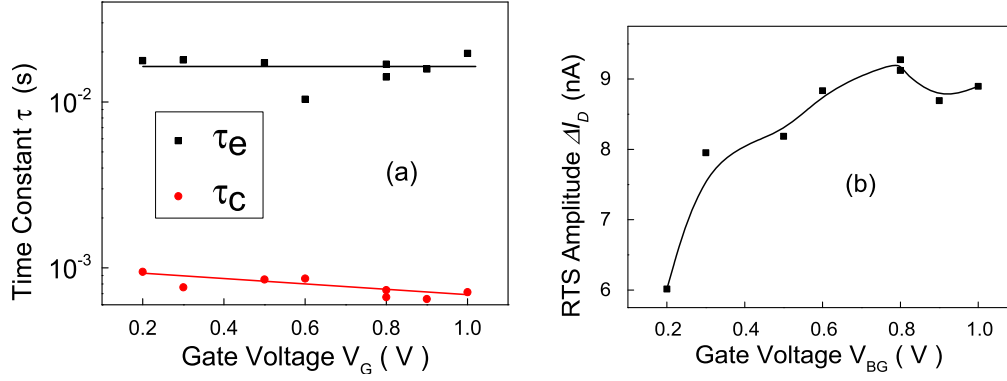 Time Constant τ (s)
10⁻²
10⁻³
τe
τc
(a)
0.2 0.4 0.6 0.8 1.0
Gate Voltage V_G ( V )
RTS Amplitude ΔI_D (nA)
9
8
7
6
(b)
0.2 0.4 0.6 0.8 1.0
Gate Voltage V_BG ( V )